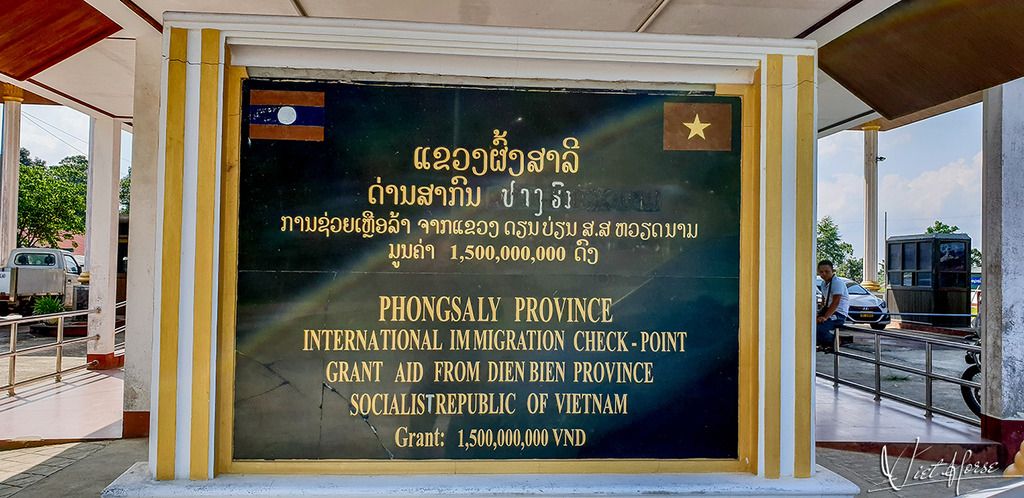 ແຂວງຜົ້ງສາລີ
ດ່ານສາກົນ
ການຊ່ວຍເຫຼືອລ້າ ຈາກແຂວງ ດຽນບ່ຽນ ສ.ສ ຫວຽດນາມ
ມູນຄ່າ 1,500,000,000 ດົງ
PHONGSALY PROVINCE
INTERNATIONAL IMMIGRATION CHECK-POINT
GRANT AID FROM DIEN BIEN PROVINCE
SOCIALIST REPUBLIC OF VIETNAM
Grant: 1,500,000,000 VND
Viet Horse